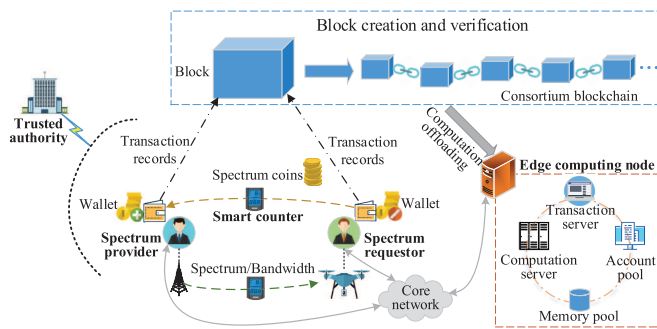 Block creation and verification
Block
Consortium blockchain
Trusted
authority
Transaction
records
Transaction
records
Computation
offloading
Spectrum coins
Edge computing node
Wallet
Smart counter
Wallet
Transaction
server
Spectrum
provider
Spectrum
requestor
Computation
server
Account
pool
Spectrum/Bandwidth
Core
network
Memory pool